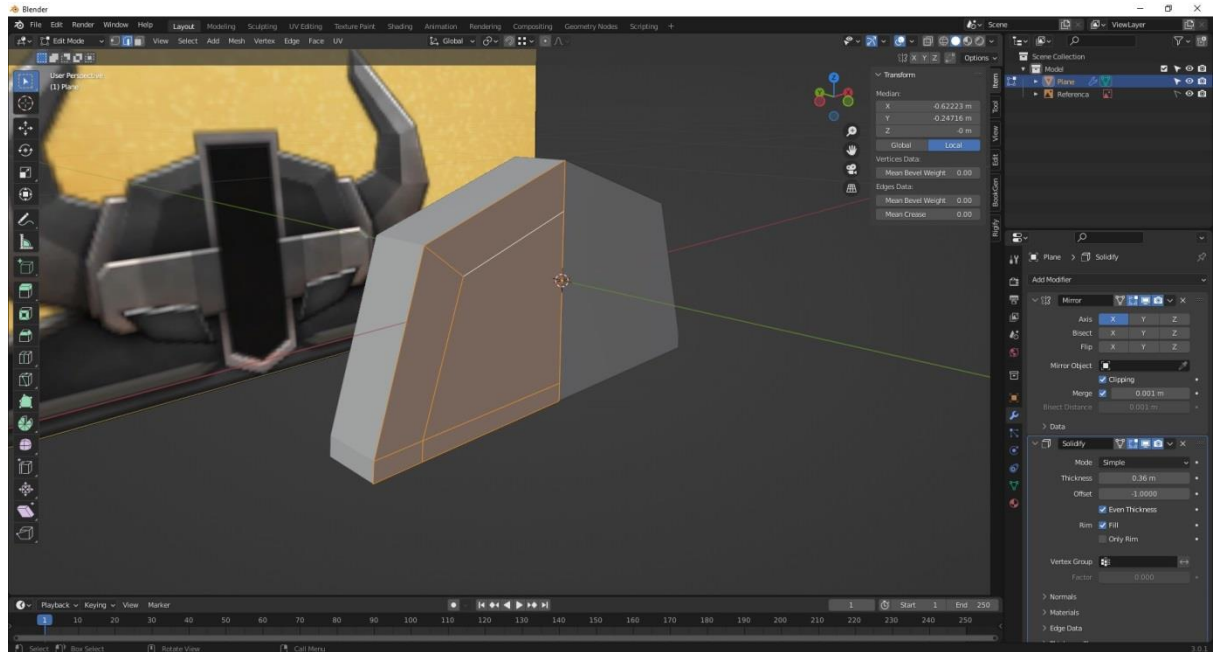 Blender
File Edit Render Window Help Layout Modeling Sculpting UV Editing Texture Paint Shading Animation Rendering Compositing Geometry Nodes Scripting + Scene ViewLayer
Edit Mode View Select Add Mesh Vertex Edge Face UV Global
X Y Z Options
User Perspective
(1) Plane
Transform
Median:
X -0.62223 m
Y -0.24716 m
Z -0 m
Global Local
Vertices Data:
Mean Bevel Weight 0.00
Edges Data:
Mean Bevel Weight 0.00
Mean Crease 0.00
Item
Tool
View
Edit
BookGen
Rigify
Scene Collection
Model
Plane
Referenca
Plane > Solidify
Add Modifier
Mirror
Axis X Y Z
Bisect X Y Z
Flip X Y Z
Mirror Object
Clipping
Merge 0.001 m
Bisect Distance 0.001 m
> Data
Solidify
Mode Simple
Thickness 0.36 m
Offset -1.0000
Even Thickness
Rim Fill
Only Rim
Vertex Group
Factor 0.000
> Normals
> Materials
> Edge Data
Playback Keying View Marker 1 Start 1 End 250
1 10 20 30 40 50 60 70 80 90 100 110 120 130 140 150 160 170 180 190 200 210 220 230 240 250
Select Box Select Rotate View Call Menu 3.0.1